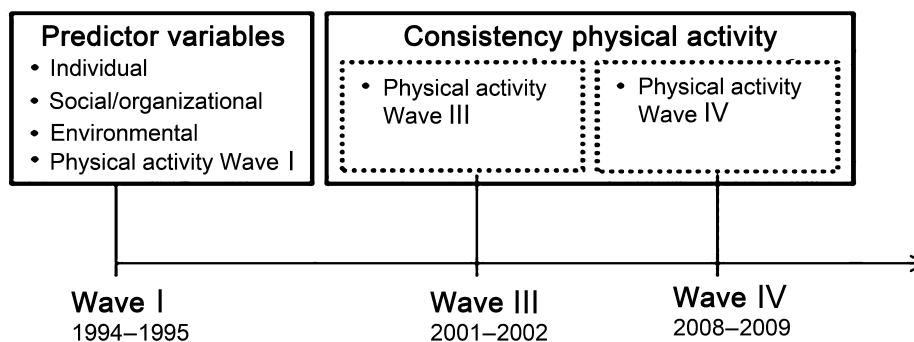 Predictor variables
• Individual
• Social/organizational
• Environmental
• Physical activity Wave I
Consistency physical activity
• Physical activity
Wave III
• Physical activity
Wave IV
Wave I
1994–1995
Wave III
2001–2002
Wave IV
2008–2009